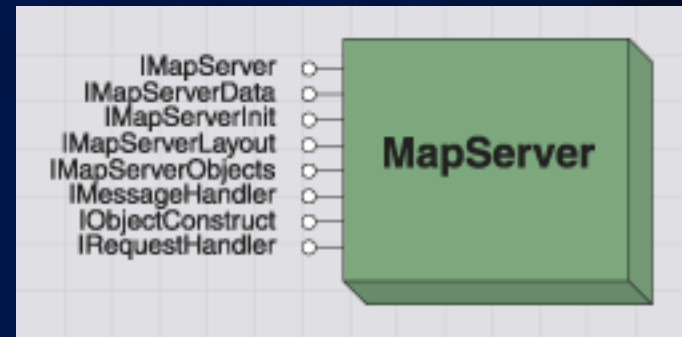 IMapServer
IMapServerData
IMapServerInit
IMapServerLayout
IMapServerObjects
IMessageHandler
IObjectConstruct
IRequestHandler
MapServer